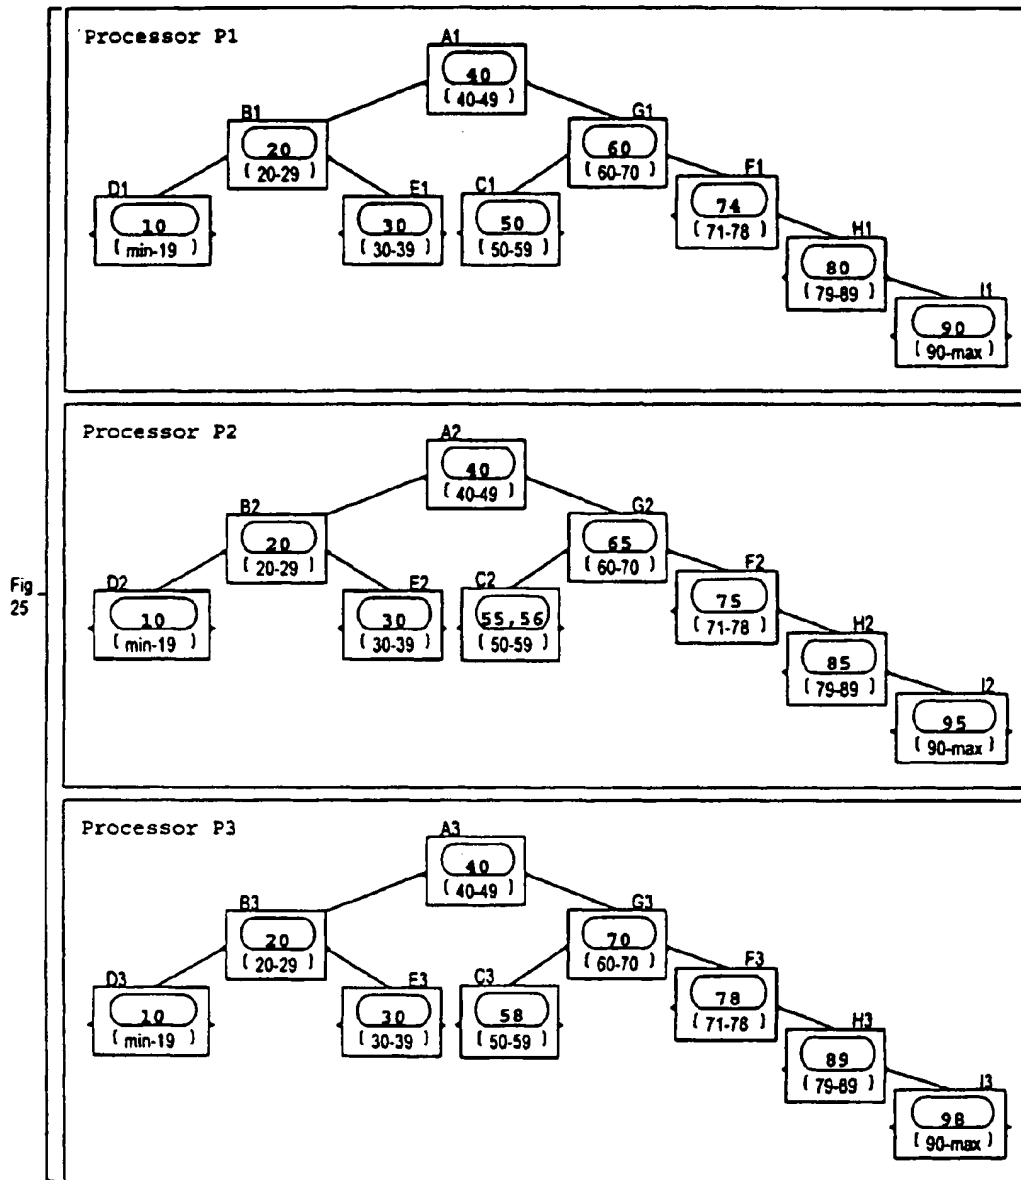 Processor P1
A1
40
( 40-49 )
B1
20
( 20-29 )
G1
60
( 60-70 )
D1
10
( min-19 )
E1
30
( 30-39 )
C1
50
( 50-59 )
F1
74
( 71-78 )
H1
80
( 79-89 )
I1
90
( 90-max )
Processor P2
A2
40
( 40-49 )
B2
20
( 20-29 )
G2
65
( 60-70 )
D2
10
( min-19 )
E2
30
( 30-39 )
C2
55,56
( 50-59 )
F2
75
( 71-78 )
H2
85
( 79-89 )
I2
95
( 90-max )
Fig
25
Processor P3
A3
40
( 40-49 )
B3
20
( 20-29 )
G3
70
( 60-70 )
D3
10
( min-19 )
E3
30
( 30-39 )
C3
58
( 50-59 )
F3
78
( 71-78 )
H3
89
( 79-89 )
I3
98
( 90-max )